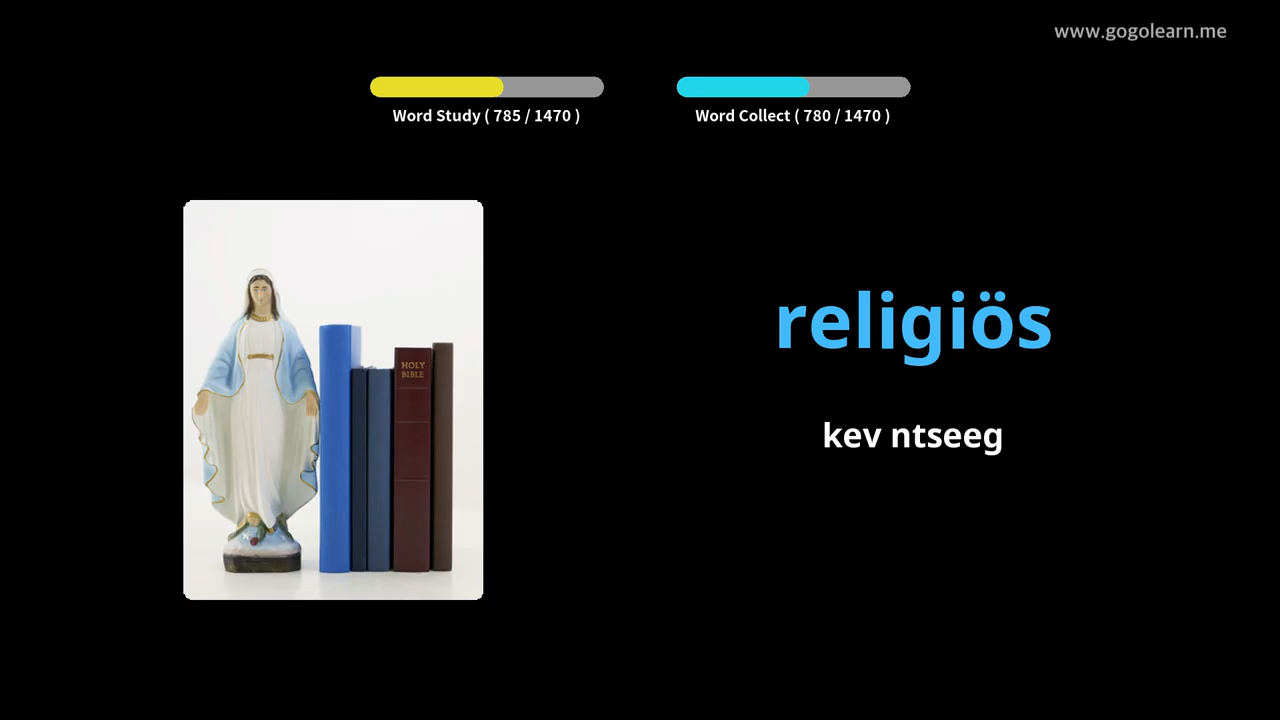 www.gogolearn.me
Word Study ( 785 / 1470 )
Word Collect ( 780 / 1470 )
HOLY
BIBLE
religiös
kev ntseeg